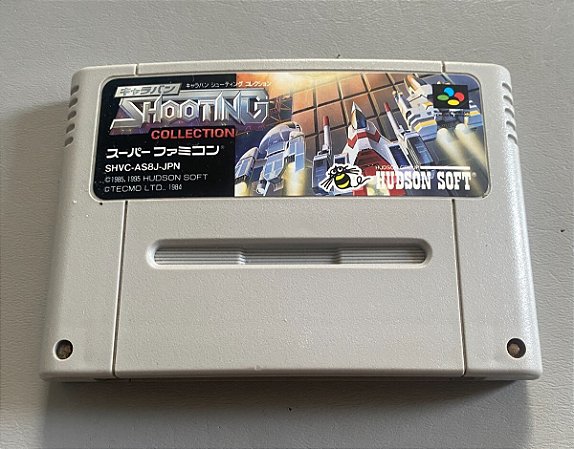 キャラバン
キャラバン シューティング コレクション
SHOOTING
COLLECTION
スーパーファミコン
SHVC-AS8J-JPN
©1985, 1995 HUDSON SOFT
©TECMO LTD., 1984
HUDSON SOFT